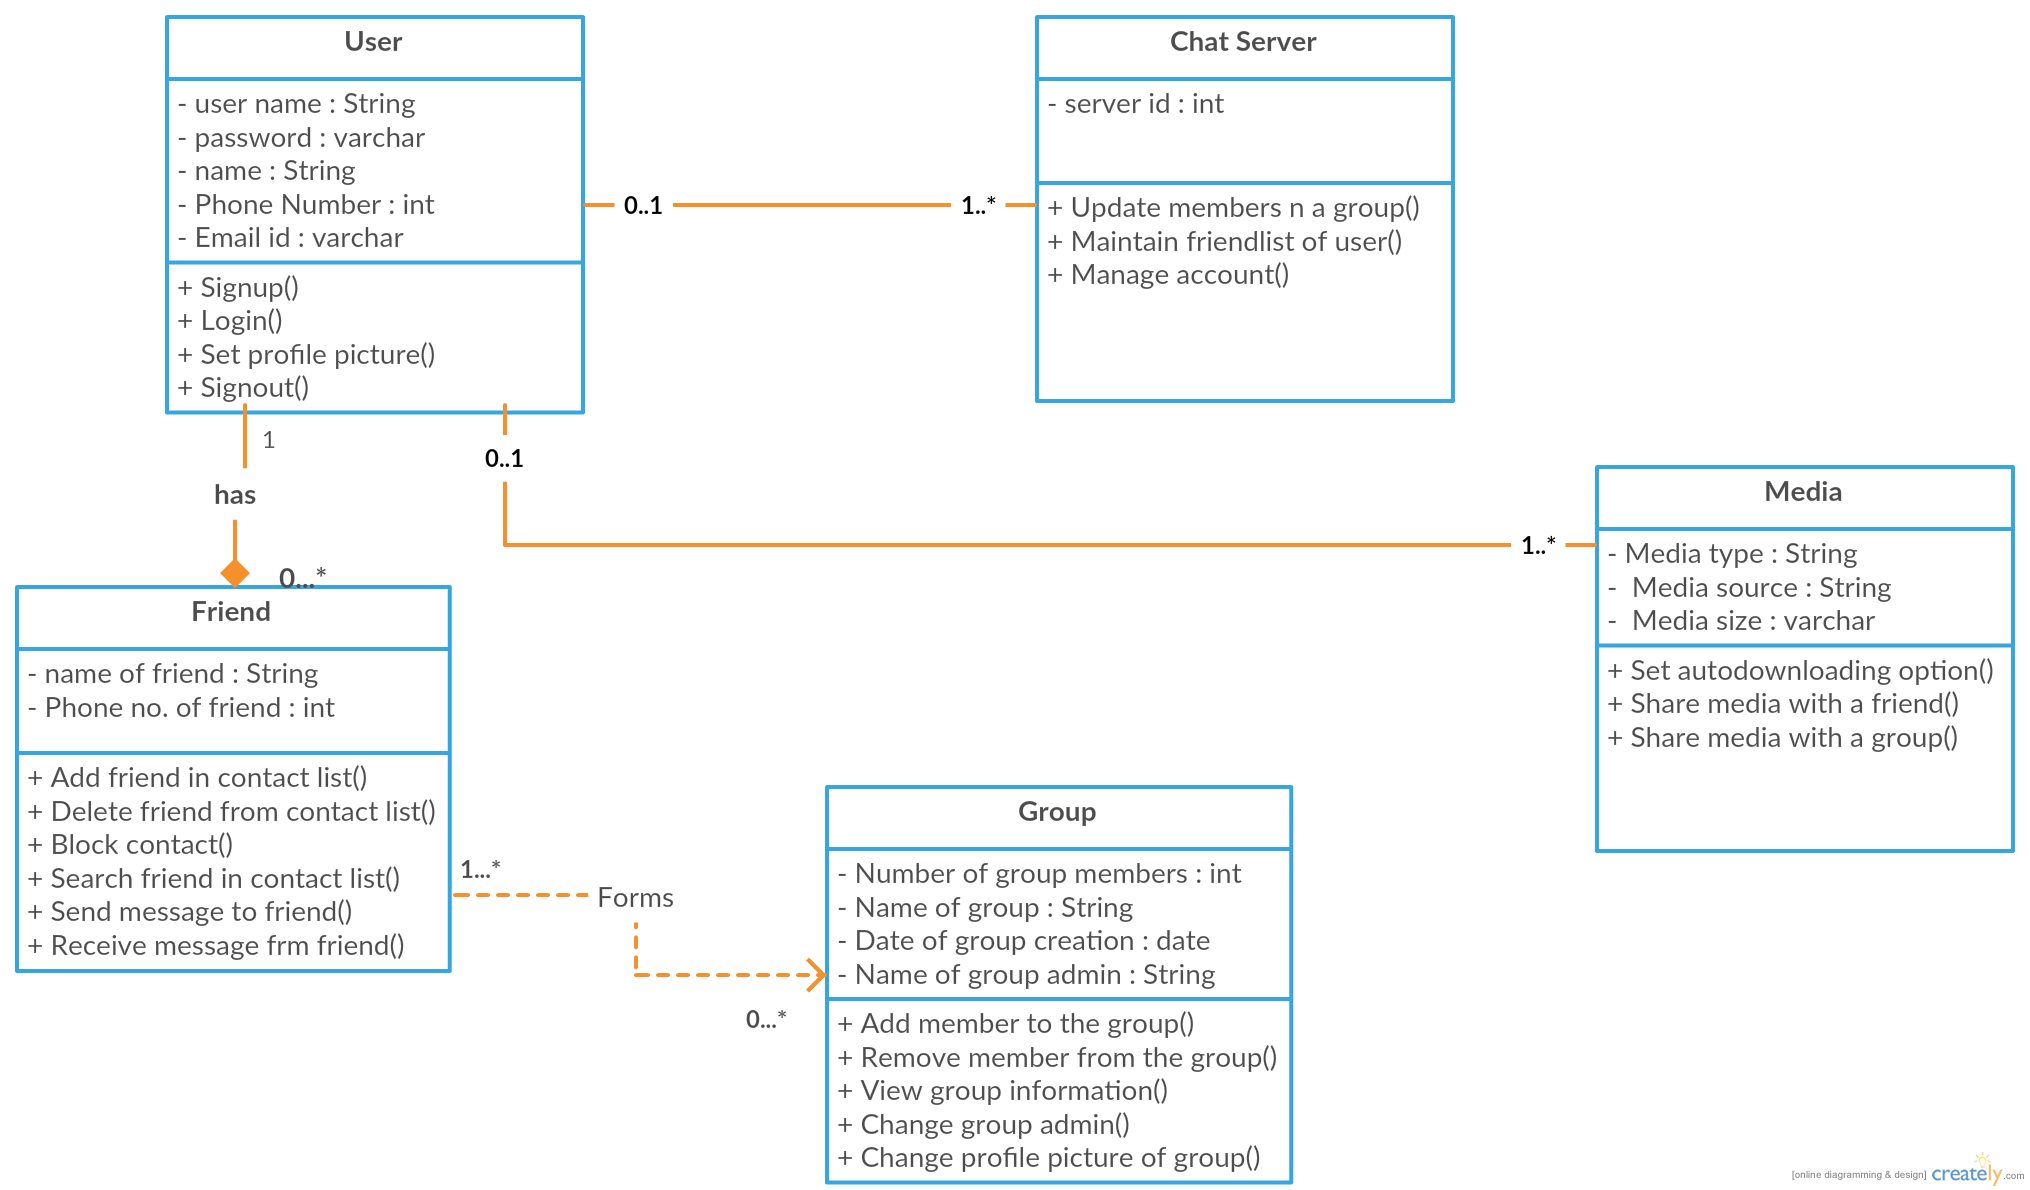 User
- user name : String
- password : varchar
- name : String
- Phone Number : int
- Email id : varchar
+ Signup()
+ Login()
+ Set profile picture()
+ Signout()
0..1
1..*
Chat Server
- server id : int
+ Update members n a group()
+ Maintain friendlist of user()
+ Manage account()
1
has
0...*
0..1
1..*
Media
- Media type : String
- Media source : String
- Media size : varchar
+ Set autodownloading option()
+ Share media with a friend()
+ Share media with a group()
Friend
- name of friend : String
- Phone no. of friend : int
+ Add friend in contact list()
+ Delete friend from contact list()
+ Block contact()
+ Search friend in contact list()
+ Send message to friend()
+ Receive message frm friend()
1...*
Forms
0...*
Group
- Number of group members : int
- Name of group : String
- Date of group creation : date
- Name of group admin : String
+ Add member to the group()
+ Remove member from the group()
+ View group information()
+ Change group admin()
+ Change profile picture of group()
[online diagramming & design] creately.com